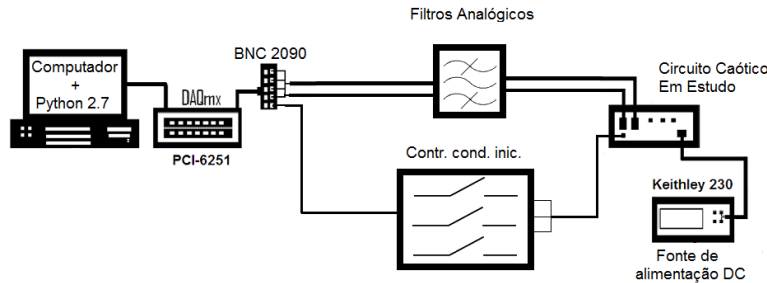 Filtros Analógicos
BNC 2090
Computador
+
Python 2.7
DAQmx
PCI-6251
Circuito Caótico
Em Estudo
Contr. cond. inic.
Keithley 230
Fonte de
alimentação DC